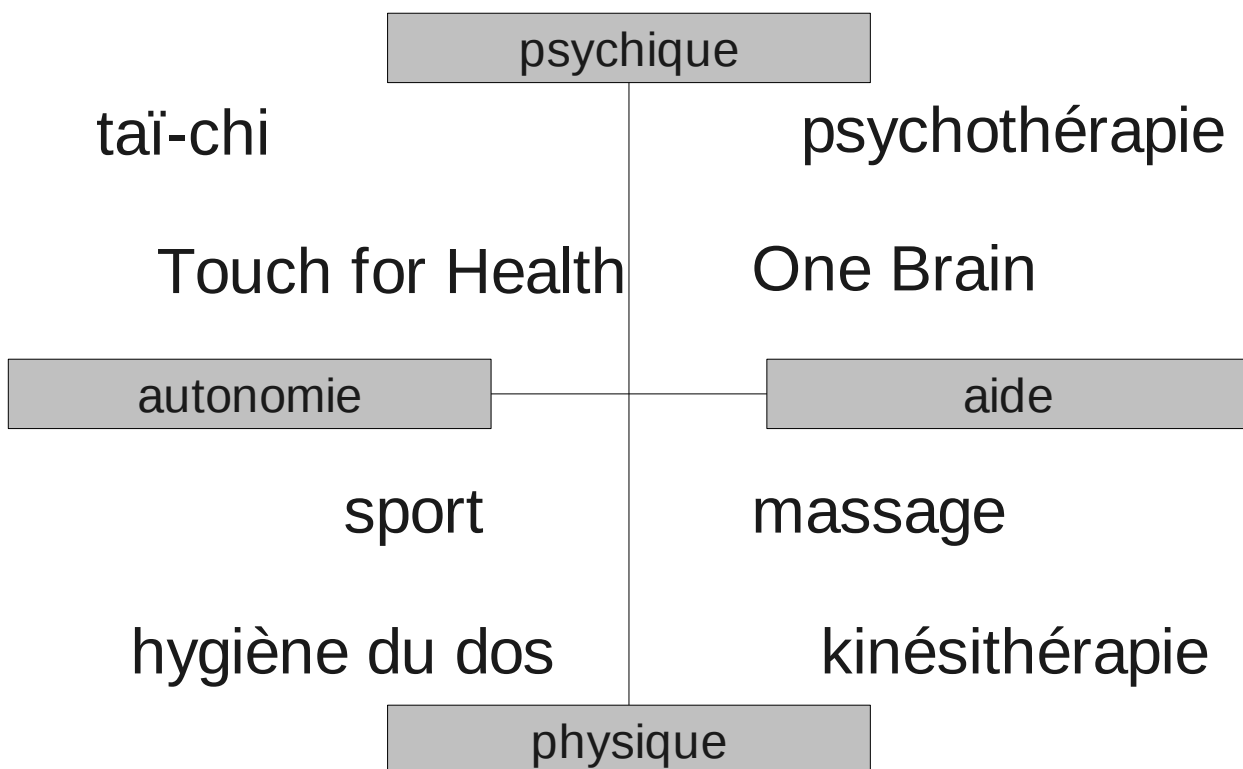 psychique
taï-chi
psychothérapie
Touch for Health
One Brain
autonomie
aide
sport
massage
hygiène du dos
kinésithérapie
physique